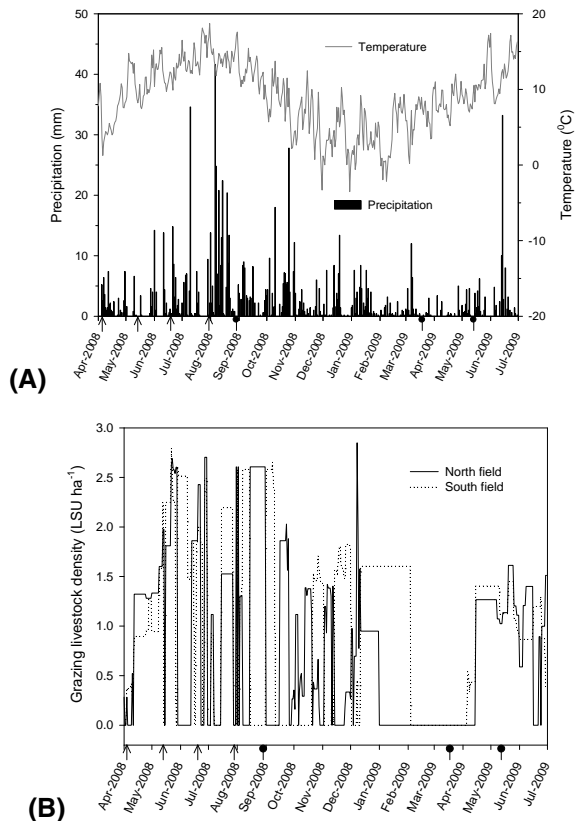 50
40
30
20
10
0
Precipitation (mm)
20
10
0
-10
-20
Temperature (⁰C)
Temperature
Precipitation
Apr-2008
May-2008
Jun-2008
Jul-2008
Aug-2008
Sep-2008
Oct-2008
Nov-2008
Dec-2008
Jan-2009
Feb-2009
Mar-2009
Apr-2009
May-2009
Jun-2009
Jul-2009
(A)
3.0
2.5
2.0
1.5
1.0
0.5
0.0
Grazing livestock density (LSU ha⁻¹)
North field
South field
Apr-2008
May-2008
Jun-2008
Jul-2008
Aug-2008
Sep-2008
Oct-2008
Nov-2008
Dec-2008
Jan-2009
Feb-2009
Mar-2009
Apr-2009
May-2009
Jun-2009
Jul-2009
(B)